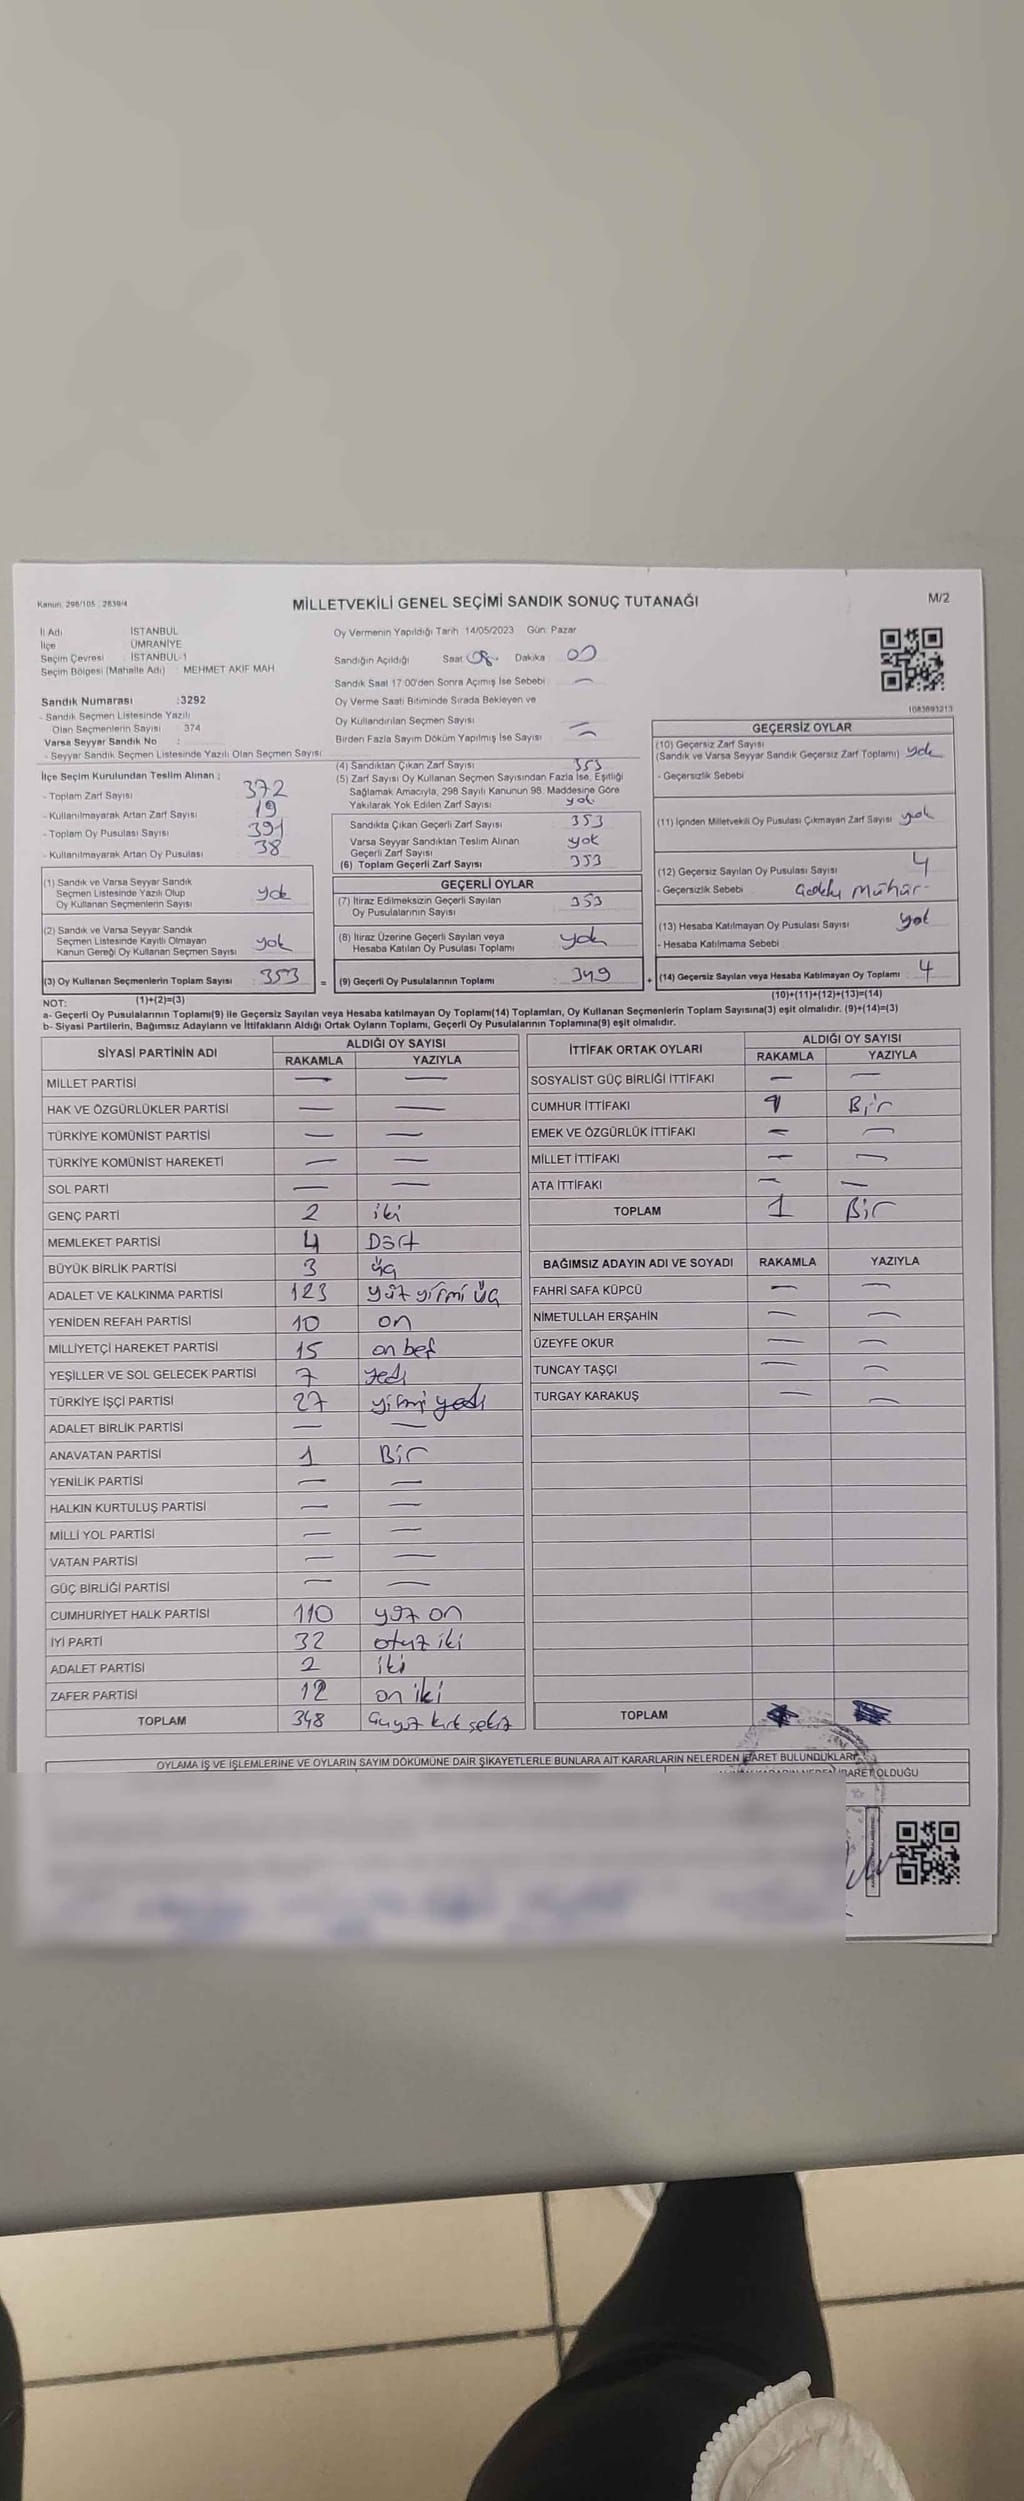 Kanun: 298/105 , 2839/4
MİLLETVEKİLİ GENEL SEÇİMİ SANDIK SONUÇ TUTANAĞI
M/2
İl Adı İSTANBUL
İlçe ÜMRANİYE
Seçim Çevresi İSTANBUL-1
Seçim Bölgesi (Mahalle Adı) : MEHMET AKİF MAH
Sandık Numarası :3292
- Sandık Seçmen Listesinde Yazılı
Olan Seçmenlerin Sayısı 374
Varsa Seyyar Sandık No :
- Seyyar Sandık Seçmen Listesinde Yazılı Olan Seçmen Sayısı
Oy Vermenin Yapıldığı Tarih 14/05/2023 Gün: Pazar
Sandığın Açıldığı Saat 08. Dakika 00
Sandık Saat 17:00'den Sonra Açımış İse Sebebi —
Oy Verme Saati Bitiminde Sırada Bekleyen ve
Oy Kullandırılan Seçmen Sayısı —
Birden Fazla Sayım Döküm Yapılmış İse Sayısı —
1083693213
İlçe Seçim Kurulundan Teslim Alınan ;
- Toplam Zarf Sayısı 372
- Kullanılmayarak Artan Zarf Sayısı 19
- Toplam Oy Pusulası Sayısı 391
- Kullanılmayarak Artan Oy Pusulası 38
(1) Sandık ve Varsa Seyyar Sandık
Seçmen Listesinde Yazılı Olup
Oy Kullanan Seçmenlerin Sayısı yok
(2) Sandık ve Varsa Seyyar Sandık
Seçmen Listesinde Kayıtlı Olmayan
Kanun Gereği Oy Kullanan Seçmen Sayısı yok
(3) Oy Kullanan Seçmenlerin Toplam Sayısı : 353 =
(1)+(2)=(3)
(4) Sandıktan Çıkan Zarf Sayısı 353
(5) Zarf Sayısı Oy Kullanan Seçmen Sayısından Fazla İse, Eşitliği
Sağlamak Amacıyla, 298 Sayılı Kanunun 98. Maddesine Göre
Yakılarak Yok Edilen Zarf Sayısı yok
Sandıkta Çıkan Geçerli Zarf Sayısı 353
Varsa Seyyar Sandıktan Teslim Alınan
Geçerli Zarf Sayısı yok
(6) Toplam Geçerli Zarf Sayısı 353
GEÇERLİ OYLAR
(7) İtiraz Edilmeksizin Geçerli Sayılan
Oy Pusulalarının Sayısı 353
(8) İtiraz Üzerine Geçerli Sayılan veya
Hesaba Katılan Oy Pusulası Toplamı yok
(9) Geçerli Oy Pusulalarının Toplamı 349 +
GEÇERSİZ OYLAR
(10) Geçersiz Zarf Sayısı
(Sandık ve Varsa Seyyar Sandık Geçersiz Zarf Toplamı) yok
- Geçersizlik Sebebi
(11) İçinden Milletvekili Oy Pusulası Çıkmayan Zarf Sayısı yok
(12) Geçersiz Sayılan Oy Pusulası Sayısı 4
- Geçersizlik Sebebi Mühür
(13) Hesaba Katılmayan Oy Pusulası Sayısı yok
- Hesaba Katılmama Sebebi
(14) Geçersiz Sayılan veya Hesaba Katılmayan Oy Toplamı : 4
(10)+(11)+(12)+(13)=(14)
NOT:
a- Geçerli Oy Pusulalarının Toplamı(9) ile Geçersiz Sayılan veya Hesaba katılmayan Oy Toplamı(14) Toplamları, Oy Kullanan Seçmenlerin Toplam Sayısına(3) eşit olmalıdır. (9)+(14)=(3)
b- Siyasi Partilerin, Bağımsız Adayların ve İttifakların Aldığı Ortak Oyların Toplamı, Geçerli Oy Pusulalarının Toplamına(9) eşit olmalıdır.
SİYASİ PARTİNİN ADI ALDIĞI OY SAYISI
RAKAMLA YAZIYLA
MİLLET PARTİSİ — —
HAK VE ÖZGÜRLÜKLER PARTİSİ — —
TÜRKİYE KOMÜNİST PARTİSİ — —
TÜRKİYE KOMÜNİST HAREKETİ — —
SOL PARTİ — —
GENÇ PARTİ 2 iki
MEMLEKET PARTİSİ 4 Dört
BÜYÜK BİRLİK PARTİSİ 3 üç
ADALET VE KALKINMA PARTİSİ 123 yüz yirmi üç
YENİDEN REFAH PARTİSİ 10 on
MİLLİYETÇİ HAREKET PARTİSİ 15 on beş
YEŞİLLER VE SOL GELECEK PARTİSİ 7 yedi
TÜRKİYE İŞÇİ PARTİSİ 27 yirmi yedi
ADALET BİRLİK PARTİSİ — —
ANAVATAN PARTİSİ 1 Bir
YENİLİK PARTİSİ — —
HALKIN KURTULUŞ PARTİSİ — —
MİLLİ YOL PARTİSİ — —
VATAN PARTİSİ — —
GÜÇ BİRLİĞİ PARTİSİ — —
CUMHURİYET HALK PARTİSİ 110 yüz on
İYİ PARTİ 32 otuz iki
ADALET PARTİSİ 2 iki
ZAFER PARTİSİ 12 on iki
TOPLAM 348 üçyüz kırk sekiz
İTTİFAK ORTAK OYLARI ALDIĞI OY SAYISI
RAKAMLA YAZIYLA
SOSYALİST GÜÇ BİRLİĞİ İTTİFAKI — —
CUMHUR İTTİFAKI 1 Bir
EMEK VE ÖZGÜRLÜK İTTİFAKI — —
MİLLET İTTİFAKI — —
ATA İTTİFAKI — —
TOPLAM 1 Bir
BAĞIMSIZ ADAYIN ADI VE SOYADI RAKAMLA YAZIYLA
FAHRİ SAFA KÜPCÜ — —
NİMETULLAH ERŞAHİN — —
ÜZEYFE OKUR — —
TUNCAY TAŞÇI — —
TURGAY KARAKUŞ — —
TOPLAM
OYLAMA İŞ VE İŞLEMLERİNE VE OYLARIN SAYIM DÖKÜMÜNE DAİR ŞİKAYETLERLE BUNLARA AİT KARARLARIN NELERDEN İBARET BULUNDUKLARI
İBARET OLDUĞU